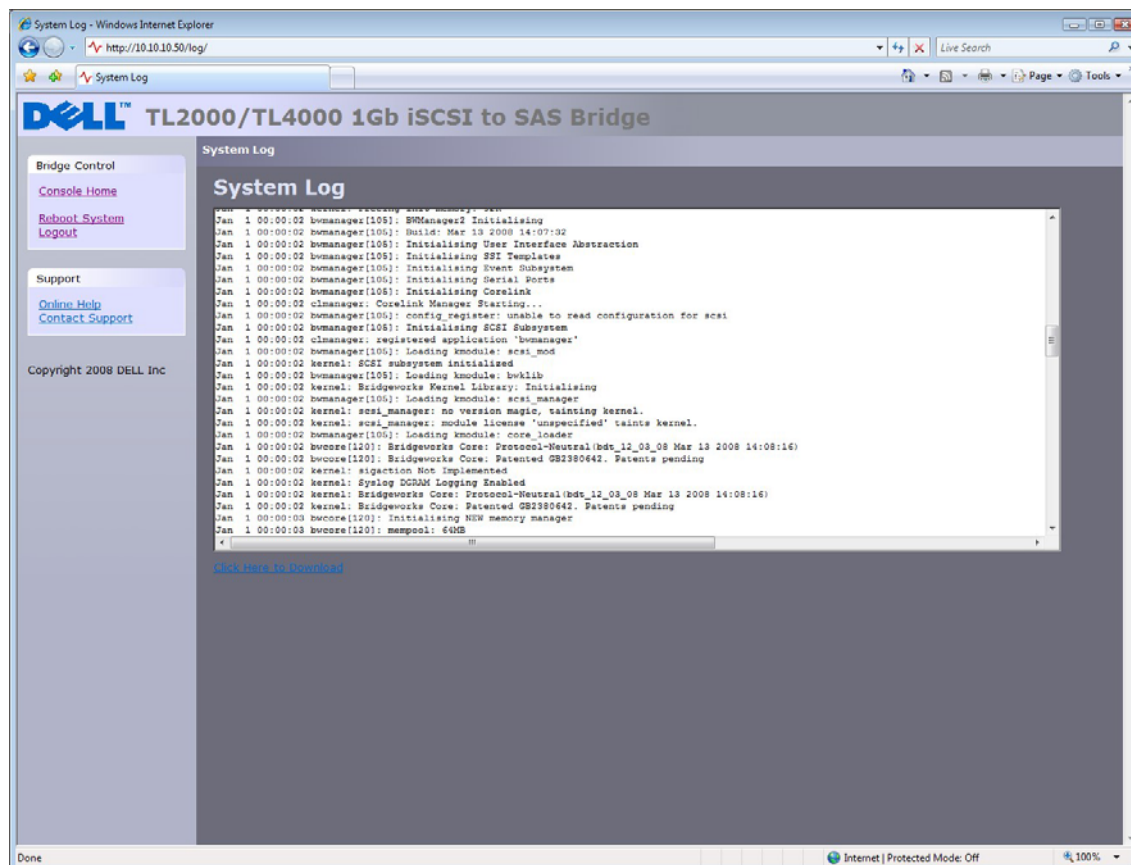 System Log - Windows Internet Explorer
http://10.10.10.50/log/
Live Search
System Log
Page
Tools
DELL™ TL2000/TL4000 1Gb iSCSI to SAS Bridge
System Log
Bridge Control
Console Home
Reboot System
Logout
Support
Online Help
Contact Support
Copyright 2008 DELL Inc
System Log
Jan 1 00:00:02 bwmanager[105]: BWManager2 Initialising
Jan 1 00:00:02 bwmanager[105]: Build: Mar 13 2008 14:07:32
Jan 1 00:00:02 bwmanager[105]: Initialising User Interface Abstraction
Jan 1 00:00:02 bwmanager[105]: Initialising SSI Templates
Jan 1 00:00:02 bwmanager[105]: Initialising Event Subsystem
Jan 1 00:00:02 bwmanager[105]: Initialising Serial Ports
Jan 1 00:00:02 bwmanager[105]: Initialising Corelink
Jan 1 00:00:02 clmanager: Corelink Manager Starting...
Jan 1 00:00:02 bwmanager[105]: config_register: unable to read configuration for scsi
Jan 1 00:00:02 bwmanager[105]: Initialising SCSI Subsystem
Jan 1 00:00:02 clmanager: registered application 'bwmanager'
Jan 1 00:00:02 bwmanager[105]: Loading kmodule: scsi_mod
Jan 1 00:00:02 kernel: SCSI subsystem initialized
Jan 1 00:00:02 bwmanager[105]: Loading kmodule: bwklib
Jan 1 00:00:02 kernel: Bridgeworks Kernel Library: Initialising
Jan 1 00:00:02 bwmanager[105]: Loading kmodule: scsi_manager
Jan 1 00:00:02 kernel: scsi_manager: no version magic, tainting kernel.
Jan 1 00:00:02 kernel: scsi_manager: module license 'unspecified' taints kernel.
Jan 1 00:00:02 bwmanager[105]: Loading kmodule: core_loader
Jan 1 00:00:02 bwcore[120]: Bridgeworks Core: Protocol-Neutral(bdt_12_03_08 Mar 13 2008 14:08:16)
Jan 1 00:00:02 bwcore[120]: Bridgeworks Core: Patented GB2380642. Patents pending
Jan 1 00:00:02 kernel: sigaction Not Implemented
Jan 1 00:00:02 kernel: Syslog DGRAM Logging Enabled
Jan 1 00:00:02 kernel: Bridgeworks Core: Protocol-Neutral(bdt_12_03_08 Mar 13 2008 14:08:16)
Jan 1 00:00:02 kernel: Bridgeworks Core: Patented GB2380642. Patents pending
Jan 1 00:00:03 bwcore[120]: Initialising NEW memory manager
Jan 1 00:00:03 bwcore[120]: mempool: 64MB
Click Here to Download
Done
Internet | Protected Mode: Off
100%